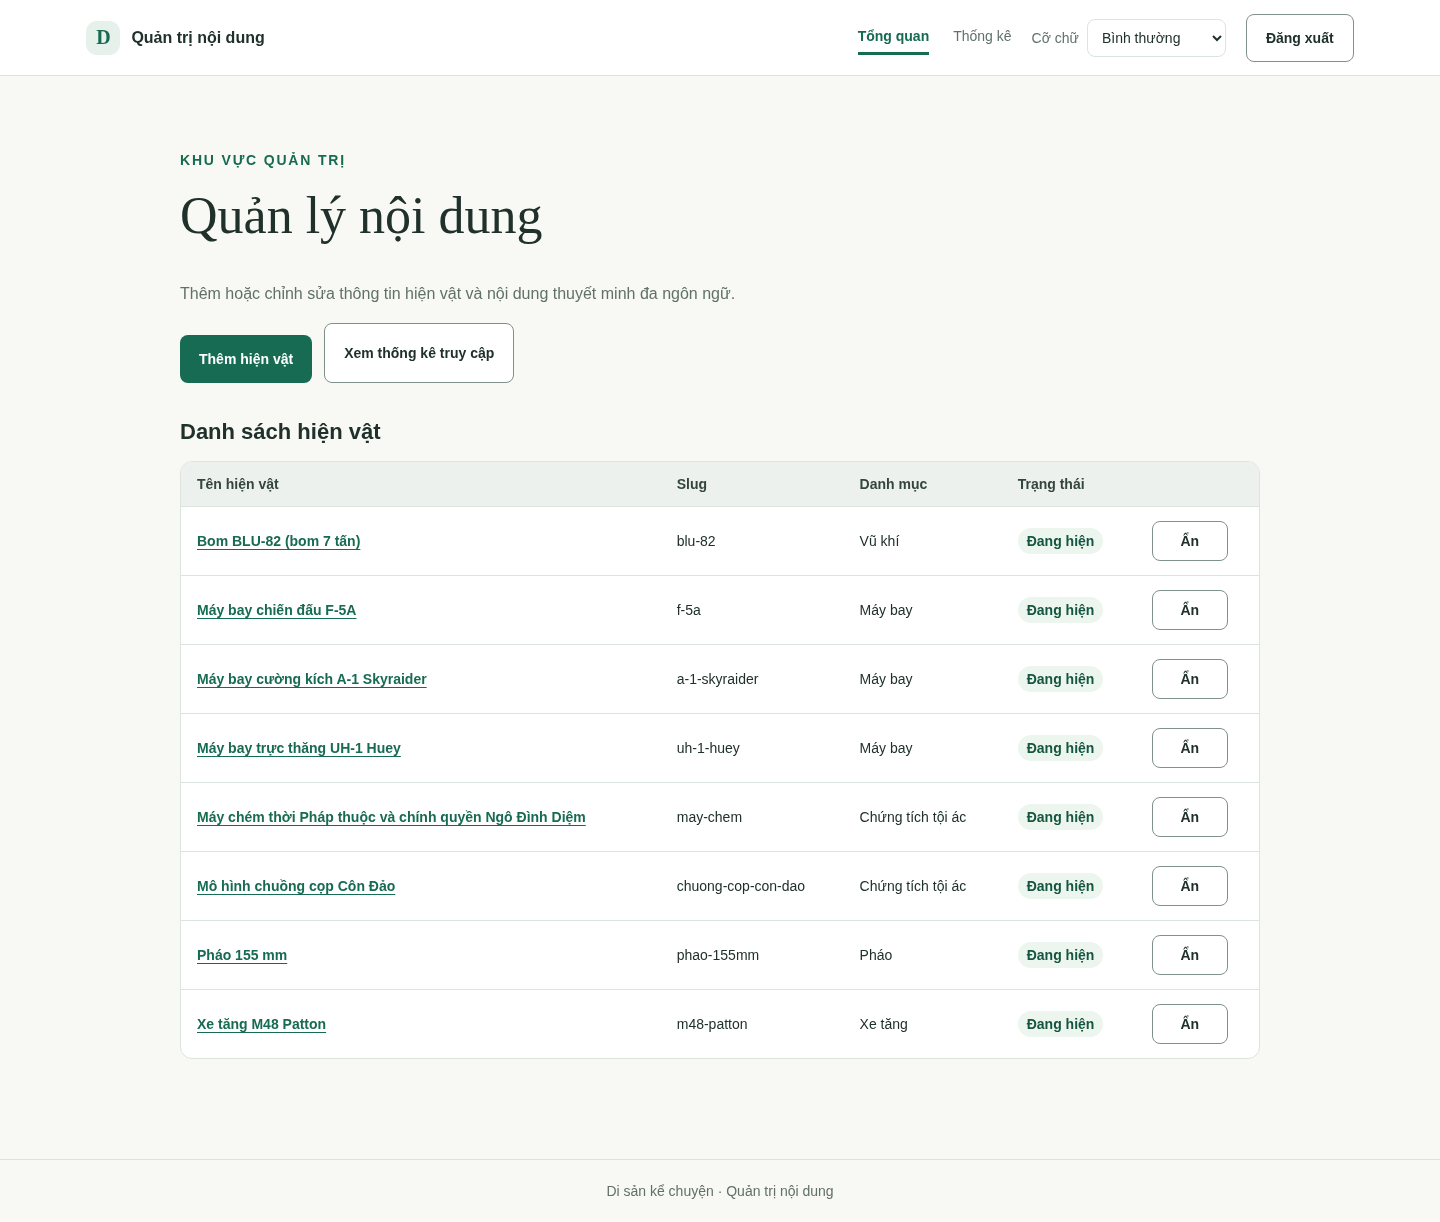 D Quản trị nội dung Tổng quan Thống kê Cỡ chữ Bình thường Đăng xuất
KHU VỰC QUẢN TRỊ
Quản lý nội dung
Thêm hoặc chỉnh sửa thông tin hiện vật và nội dung thuyết minh đa ngôn ngữ.
Thêm hiện vật Xem thống kê truy cập
Danh sách hiện vật
Tên hiện vật Slug Danh mục Trạng thái
Bom BLU-82 (bom 7 tấn) blu-82 Vũ khí Đang hiện Ẩn
Máy bay chiến đấu F-5A f-5a Máy bay Đang hiện Ẩn
Máy bay cường kích A-1 Skyraider a-1-skyraider Máy bay Đang hiện Ẩn
Máy bay trực thăng UH-1 Huey uh-1-huey Máy bay Đang hiện Ẩn
Máy chém thời Pháp thuộc và chính quyền Ngô Đình Diệm may-chem Chứng tích tội ác Đang hiện Ẩn
Mô hình chuồng cọp Côn Đảo chuong-cop-con-dao Chứng tích tội ác Đang hiện Ẩn
Pháo 155 mm phao-155mm Pháo Đang hiện Ẩn
Xe tăng M48 Patton m48-patton Xe tăng Đang hiện Ẩn
Di sản kể chuyện · Quản trị nội dung